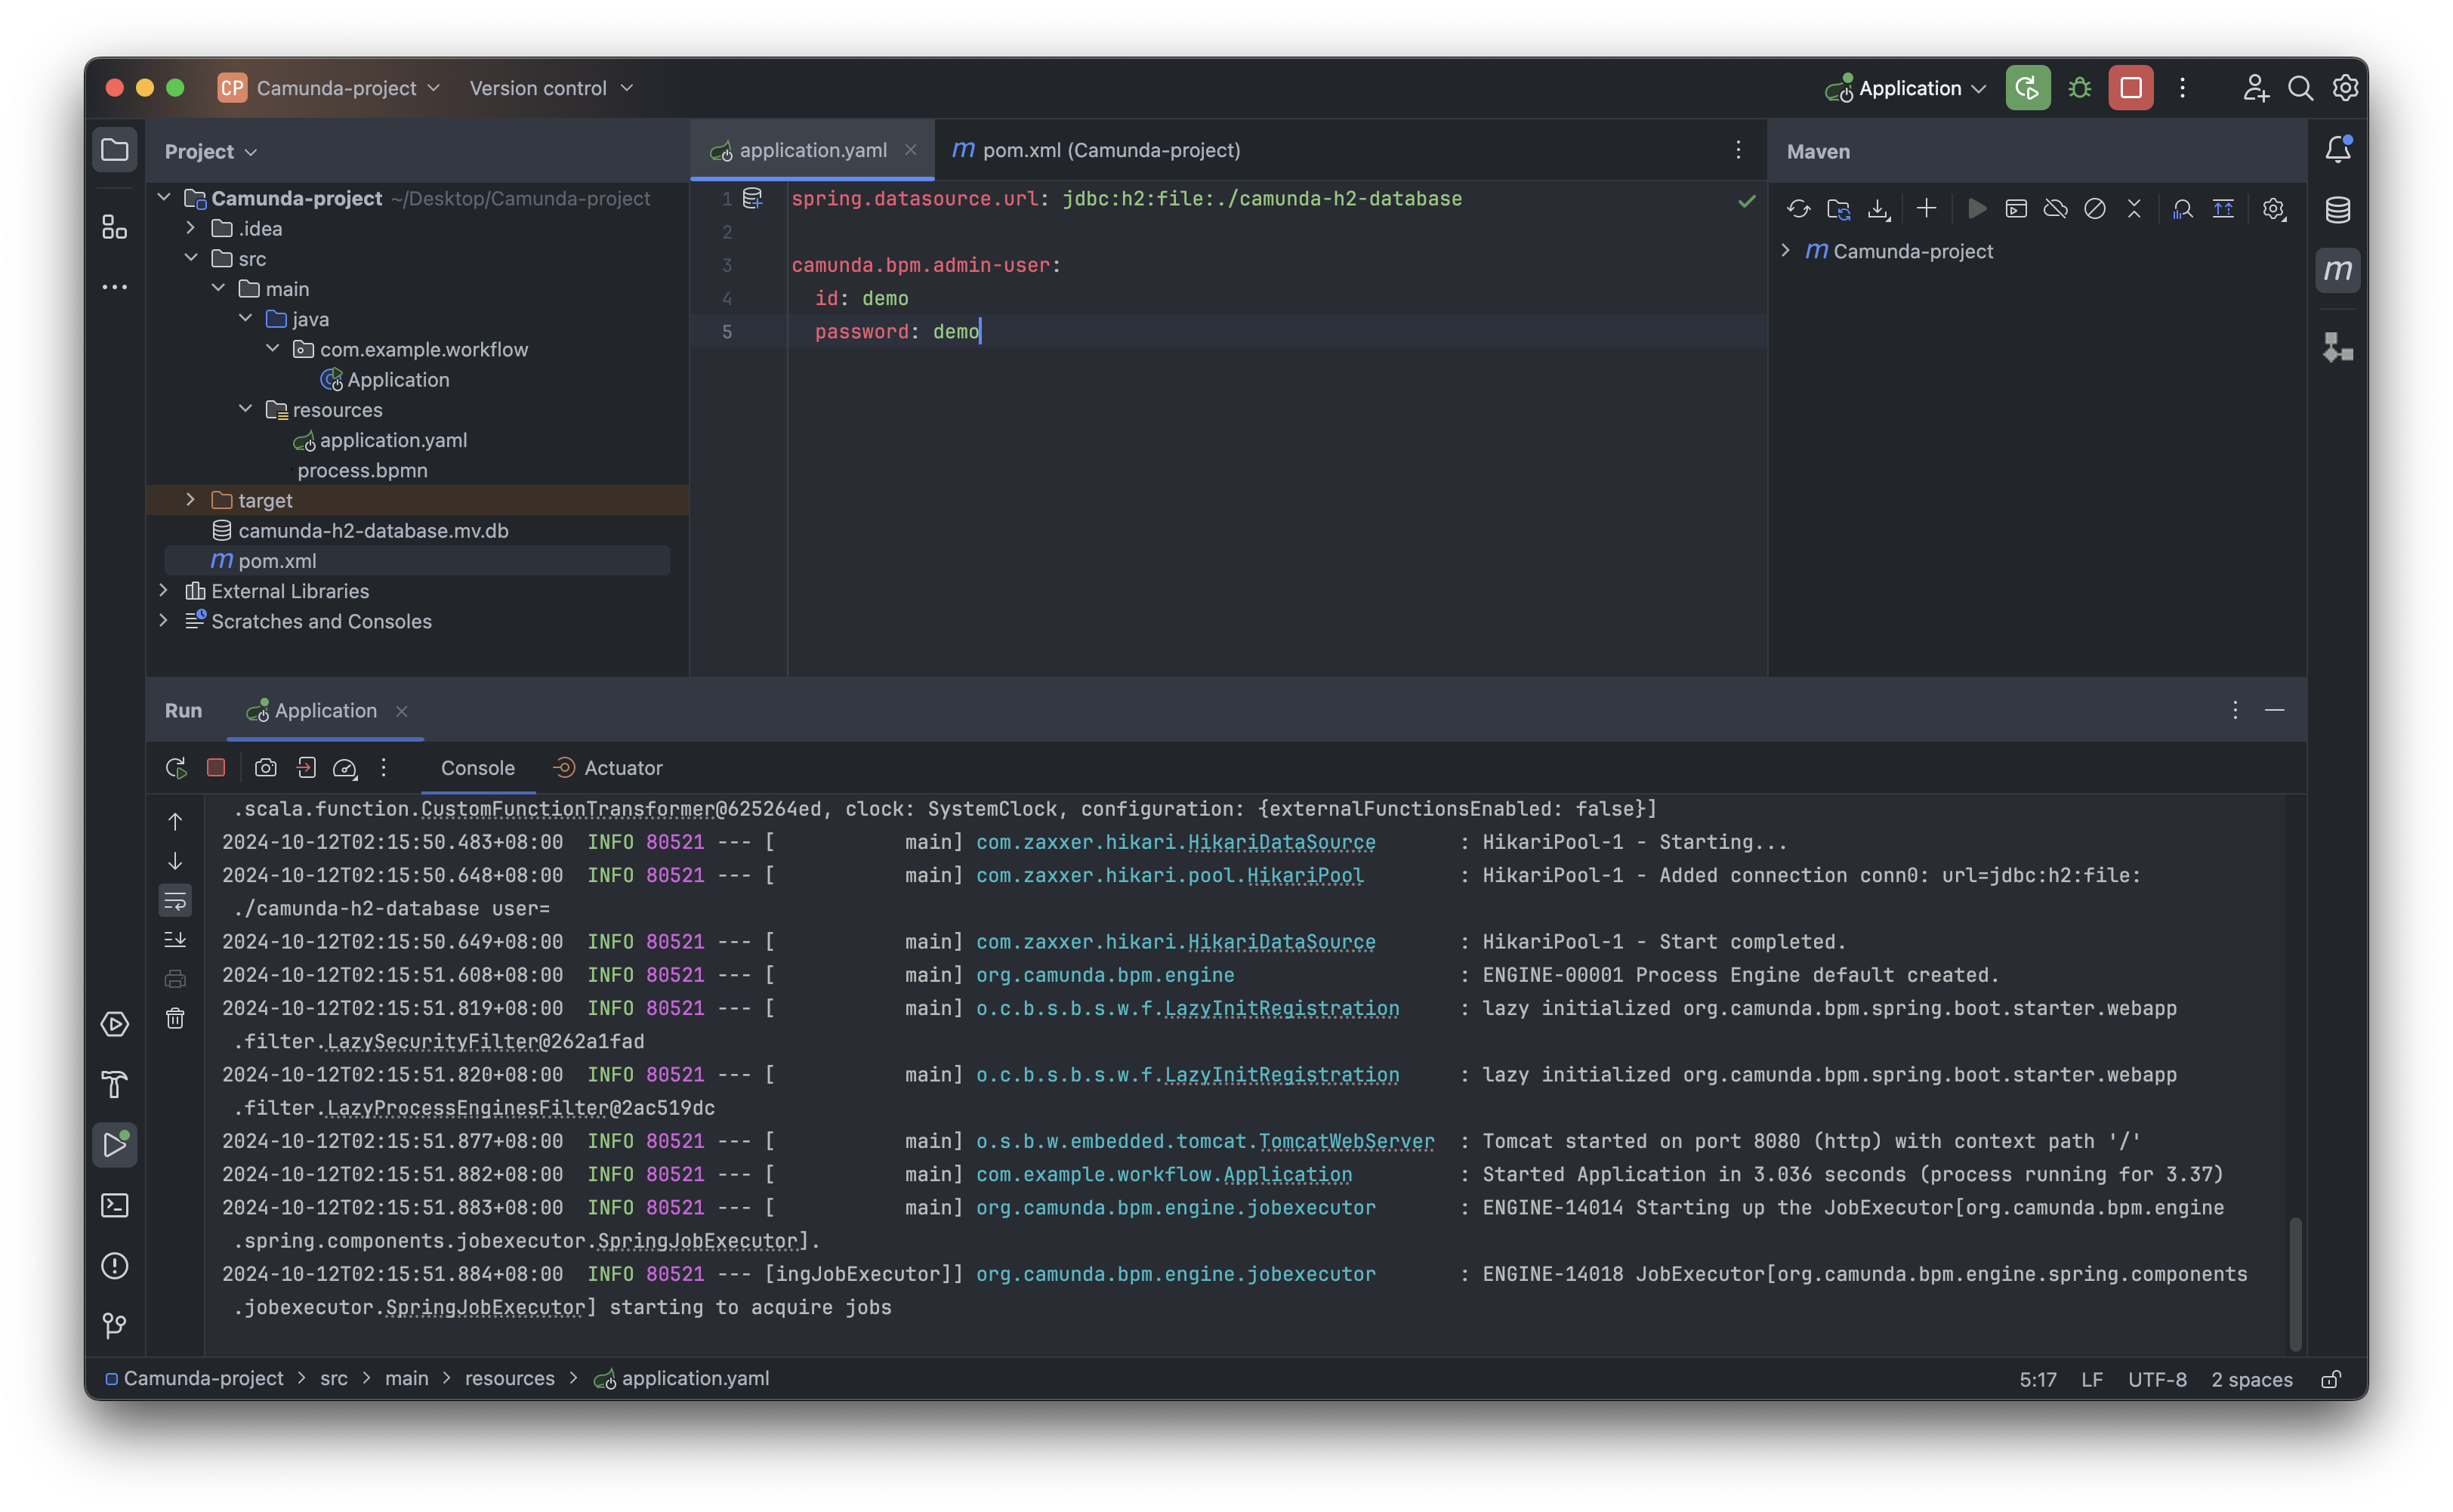 CP Camunda-project Version control Application
Project
Camunda-project ~/Desktop/Camunda-project
.idea
src
main
java
com.example.workflow
Application
resources
application.yaml
process.bpmn
target
camunda-h2-database.mv.db
m pom.xml
External Libraries
Scratches and Consoles
application.yaml m pom.xml (Camunda-project)
1 spring.datasource.url: jdbc:h2:file:./camunda-h2-database
2
3 camunda.bpm.admin-user:
4 id: demo
5 password: demo
Maven
m Camunda-project
m
Run Application
Console Actuator
.scala.function.CustomFunctionTransformer@625264ed, clock: SystemClock, configuration: {externalFunctionsEnabled: false}]
2024-10-12T02:15:50.483+08:00 INFO 80521 --- [ main] com.zaxxer.hikari.HikariDataSource : HikariPool-1 - Starting...
2024-10-12T02:15:50.648+08:00 INFO 80521 --- [ main] com.zaxxer.hikari.pool.HikariPool : HikariPool-1 - Added connection conn0: url=jdbc:h2:file:
./camunda-h2-database user=
2024-10-12T02:15:50.649+08:00 INFO 80521 --- [ main] com.zaxxer.hikari.HikariDataSource : HikariPool-1 - Start completed.
2024-10-12T02:15:51.608+08:00 INFO 80521 --- [ main] org.camunda.bpm.engine : ENGINE-00001 Process Engine default created.
2024-10-12T02:15:51.819+08:00 INFO 80521 --- [ main] o.c.b.s.b.s.w.f.LazyInitRegistration : lazy initialized org.camunda.bpm.spring.boot.starter.webapp
.filter.LazySecurityFilter@262a1fad
2024-10-12T02:15:51.820+08:00 INFO 80521 --- [ main] o.c.b.s.b.s.w.f.LazyInitRegistration : lazy initialized org.camunda.bpm.spring.boot.starter.webapp
.filter.LazyProcessEnginesFilter@2ac519dc
2024-10-12T02:15:51.877+08:00 INFO 80521 --- [ main] o.s.b.w.embedded.tomcat.TomcatWebServer : Tomcat started on port 8080 (http) with context path '/'
2024-10-12T02:15:51.882+08:00 INFO 80521 --- [ main] com.example.workflow.Application : Started Application in 3.036 seconds (process running for 3.37)
2024-10-12T02:15:51.883+08:00 INFO 80521 --- [ main] org.camunda.bpm.engine.jobexecutor : ENGINE-14014 Starting up the JobExecutor[org.camunda.bpm.engine
.spring.components.jobexecutor.SpringJobExecutor].
2024-10-12T02:15:51.884+08:00 INFO 80521 --- [ingJobExecutor]] org.camunda.bpm.engine.jobexecutor : ENGINE-14018 JobExecutor[org.camunda.bpm.engine.spring.components
.jobexecutor.SpringJobExecutor] starting to acquire jobs
Camunda-project > src > main > resources > application.yaml 5:17 LF UTF-8 2 spaces